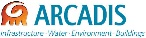 ARCADIS
Infrastructure · Water · Environment · Buildings